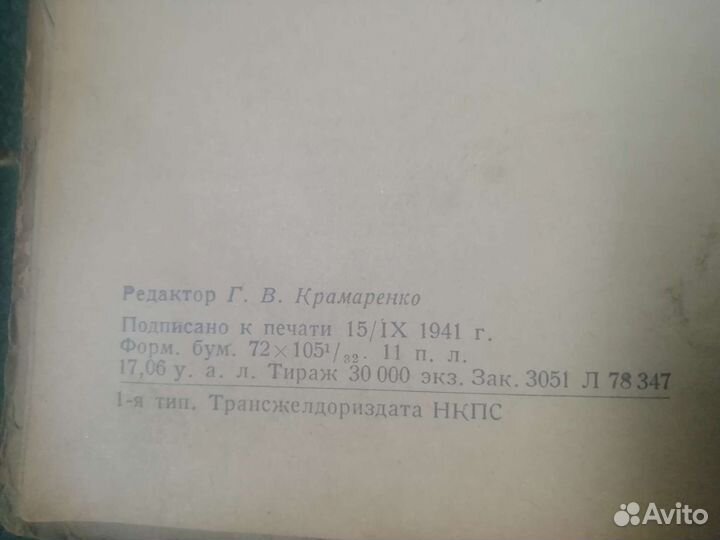 Редактор Г. В. Крамаренко
Подписано к печати 15/IX 1941 г.
Форм. бум. 72×105¹/₃₂. 11 п. л.
17,06 у. а. л. Тираж 30 000 экз. Зак. 3051 Л 78 347
1-я тип. Трансжелдориздата НКПС
Avito